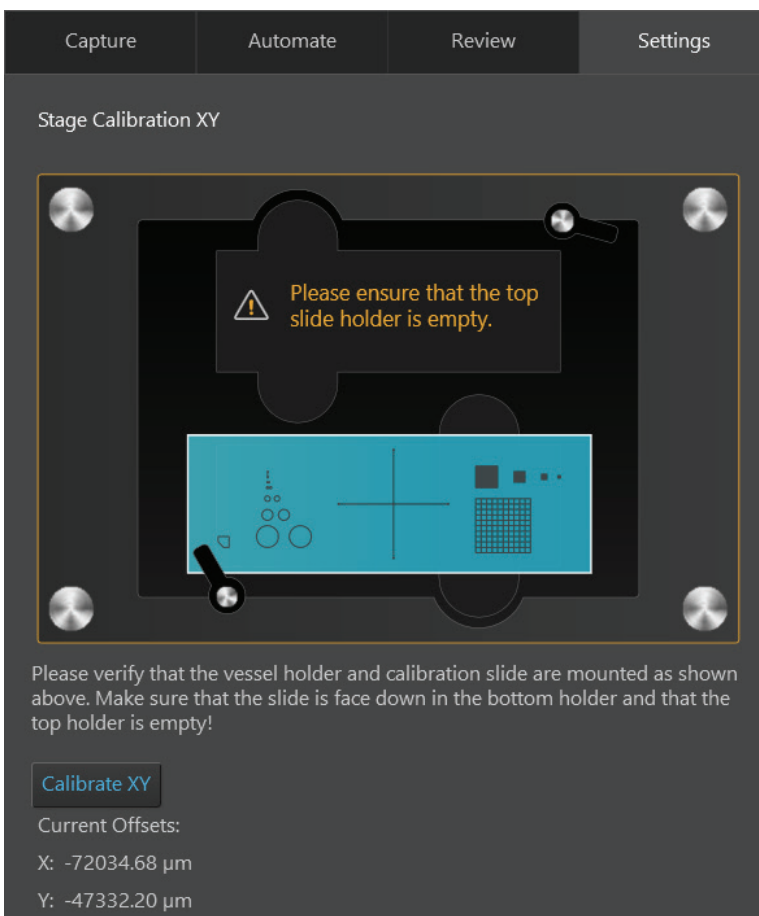 Capture Automate Review Settings
Stage Calibration XY
Please ensure that the top
slide holder is empty.
Please verify that the vessel holder and calibration slide are mounted as shown
above. Make sure that the slide is face down in the bottom holder and that the
top holder is empty!
Calibrate XY
Current Offsets:
X: -72034.68 µm
Y: -47332.20 µm